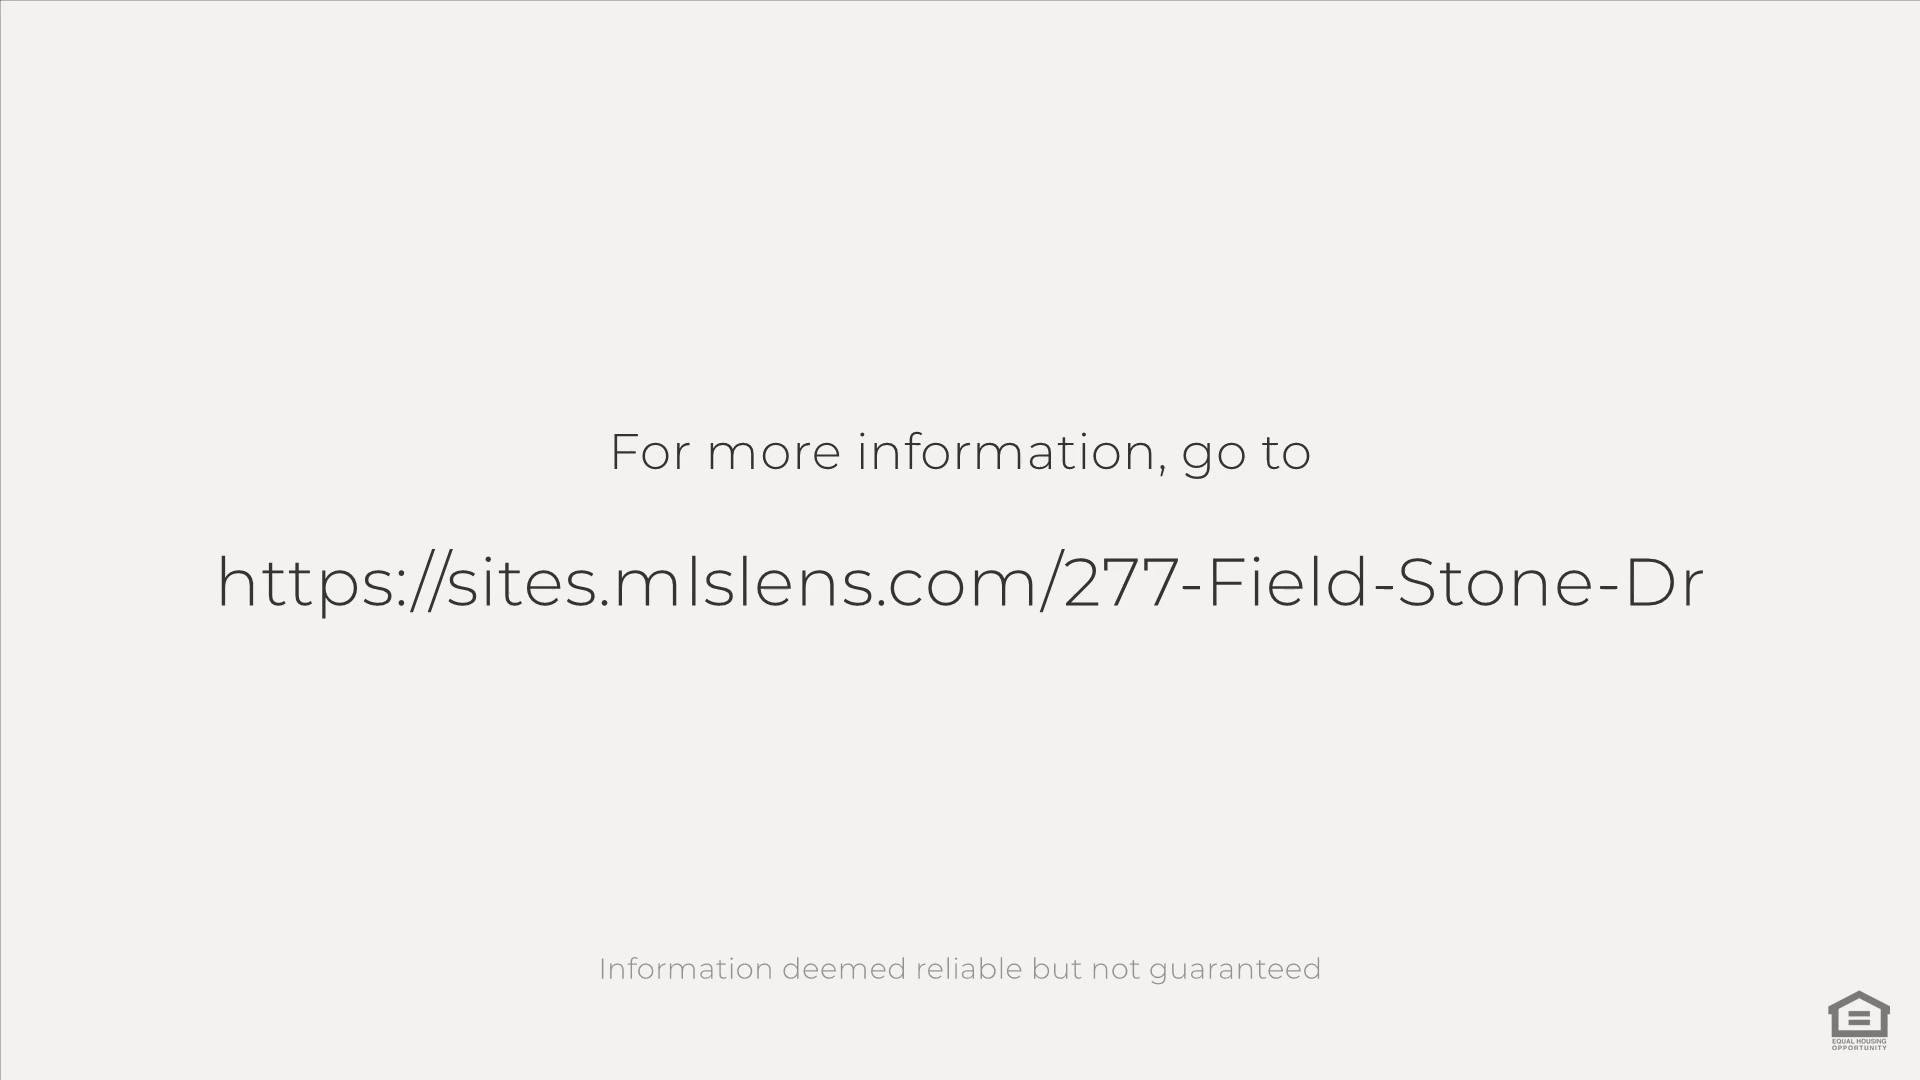 For more information, go to
https://sites.mlslens.com/277-Field-Stone-Dr
Information deemed reliable but not guaranteed
EQUAL HOUSING
OPPORTUNITY